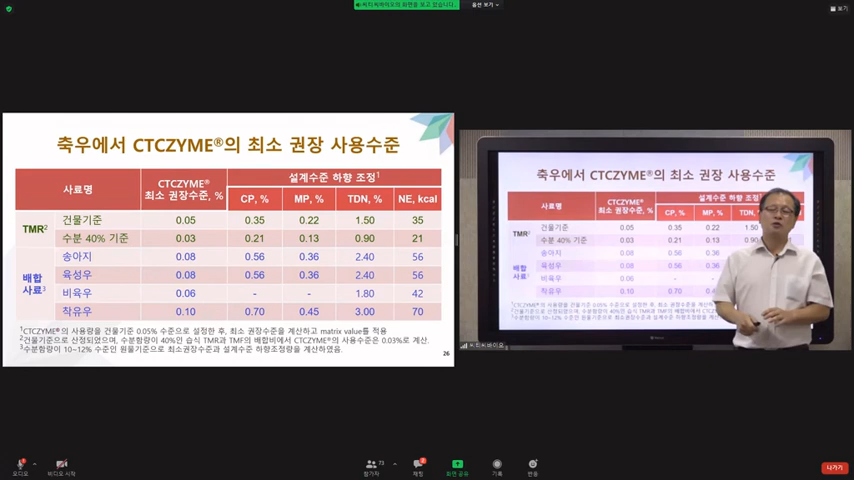 씨티씨바이오의 화면을 보고 있습니다.
옵션 보기
보기
축우에서 CTCZYME®의 최소 권장 사용수준
사료명
CTCZYME®
최소 권장수준, %
설계수준 하향 조정1
CP, %
MP, %
TDN, %
NE, kcal
TMR2
건물기준 0.05 0.35 0.22 1.50 35
수분 40% 기준 0.03 0.21 0.13 0.90 21
배합
사료3
송아지 0.08 0.56 0.36 2.40 56
육성우 0.08 0.56 0.36 2.40 56
비육우 0.06 - - 1.80 42
착유우 0.10 0.70 0.45 3.00 70
1CTCZYME®의 사용량을 건물기준 0.05% 수준으로 설정한 후, 최소 권장수준을 계산하고 matrix value를 적용
2건물기준으로 산정되었으며, 수분함량이 40%인 습식 TMR과 TMF의 배합비에서 CTCZYME®의 사용수준은 0.03%로 계산.
3수분함량이 10~12% 수준인 원물기준으로 최소권장수준과 설계수준 하향조정량을 계산하였음.
26
축우에서 CTCZYME®의 최소 권장 사용수준
사료명
CTCZYME®
최소 권장수준, %
설계수준 하향 조정
CP, %
MP, %
TMR
건물기준 0.05 0.35 0.22 1.50
수분 40% 기준 0.03 0.21 0.13 0.90
배합
사료
송아지 0.08 0.56 0.36
육성우 0.08 0.56 0.36
비육우 0.06 - -
착유우 0.10 0.70
씨티씨바이오
오디오
비디오 시작
참가자
73
채팅
화면 공유
기록
반응
나가기